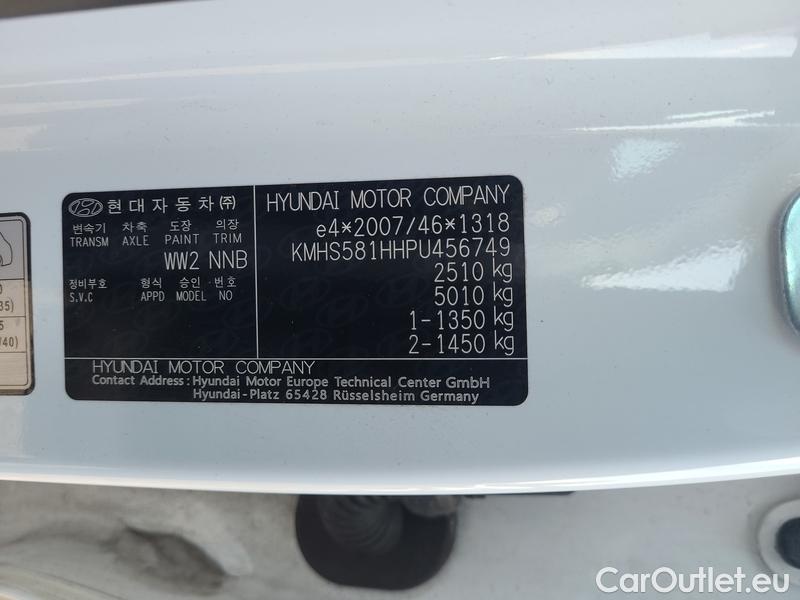 현대자동차㈜
변속기 차축 도장 의장
TRANSM AXLE PAINT TRIM
WW2 NNB
정비부호 형식 승인 번호
S.V.C APPD MODEL NO
HYUNDAI MOTOR COMPANY
e4*2007/46*1318
KMHS581HHPU456749
2510 kg
5010 kg
1-1350 kg
2-1450 kg
HYUNDAI MOTOR COMPANY
Contact Address : Hyundai Motor Europe Technical Center GmbH
Hyundai-Platz 65428 Rüsselsheim Germany
35)
/40)
CarOutlet.eu